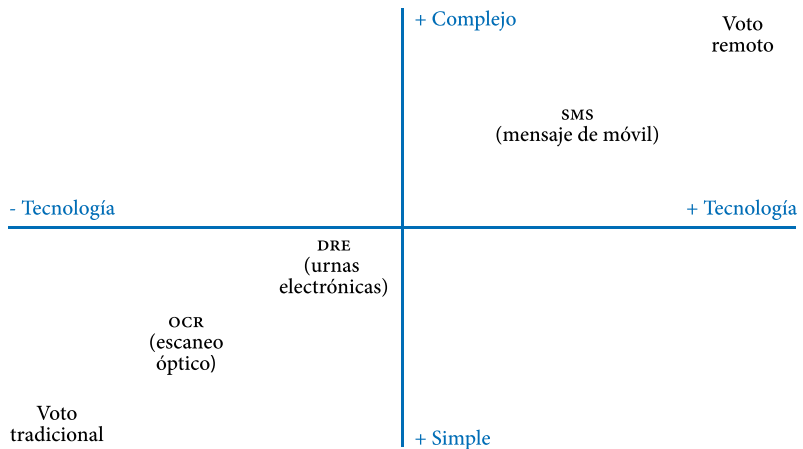 + Complejo
Voto
remoto
SMS
(mensaje de móvil)
- Tecnología
+ Tecnología
DRE
(urnas
electrónicas)
OCR
(escaneo
óptico)
Voto
tradicional
+ Simple